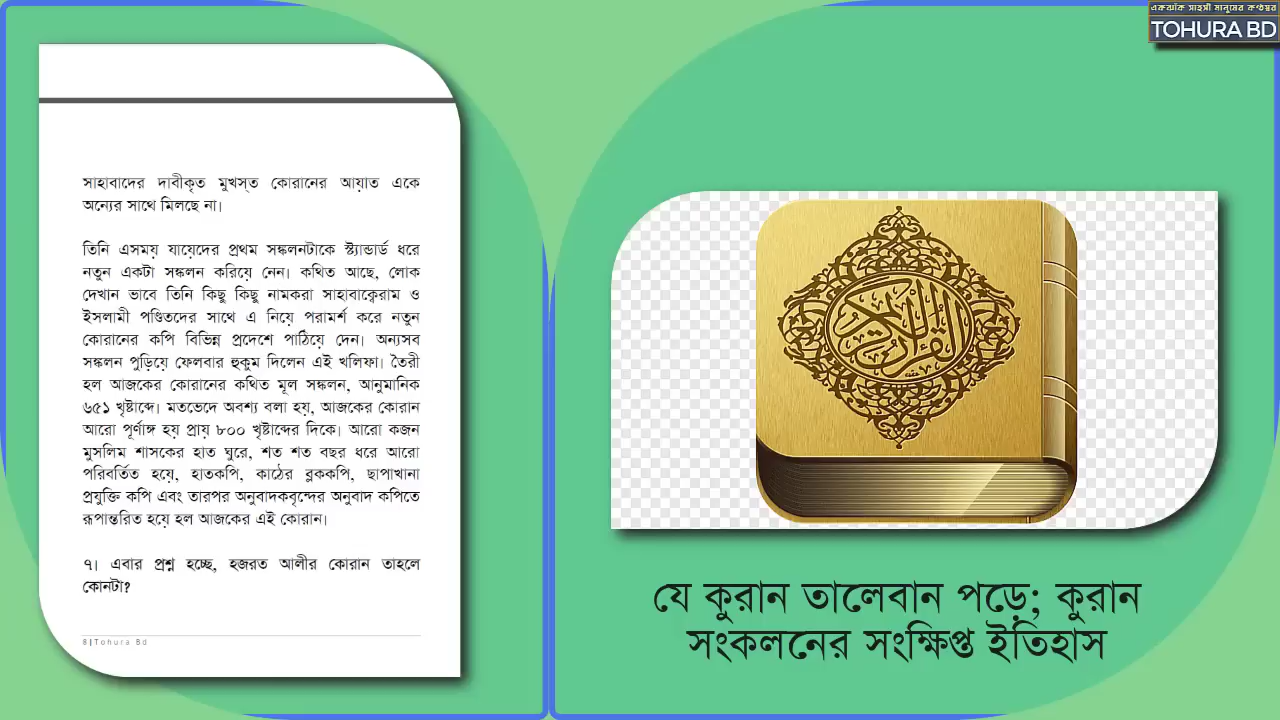 একঝাঁক সাহসী মানুষের কণ্ঠস্বর
TOHURA BD
সাহাবাদের দাবীকৃত মুখস্ত কোরানের আয়াত একে
অন্যের সাথে মিলছে না।
তিনি এসময় যায়েদের প্রথম সঙ্কলনটাকে স্ট্যান্ডার্ড ধরে
নতুন একটা সঙ্কলন করিয়ে নেন। কথিত আছে, লোক
দেখান ভাবে তিনি কিছু কিছু নামকরা সাহাবাক্বেরাম ও
ইসলামী পণ্ডিতদের সাথে এ নিয়ে পরামর্শ করে নতুন
কোরানের কপি বিভিন্ন প্রদেশে পাঠিয়ে দেন। অন্যসব
সঙ্কলন পুড়িয়ে ফেলবার হুকুম দিলেন এই খলিফা। তৈরী
হল আজকের কোরানের কথিত মূল সঙ্কলন, আনুমানিক
৬৫১ খৃষ্টাব্দে। মতভেদে অবশ্য বলা হয়, আজকের কোরান
আরো পূর্ণাঙ্গ হয় প্রায় ৮০০ খৃষ্টাব্দের দিকে। আরো কজন
মুসলিম শাসকের হাত ঘুরে, শত শত বছর ধরে আরো
পরিবর্তিত হয়ে, হাতকপি, কাঠের ব্লককপি, ছাপাখানা
প্রযুক্তি কপি এবং তারপর অনুবাদকবৃন্দের অনুবাদ কপিতে
রূপান্তরিত হয়ে হল আজকের এই কোরান।
৭। এবার প্রশ্ন হচ্ছে, হজরত আলীর কোরান তাহলে
কোনটা?
8 | Tohura Bd
القرآن الكريم
যে কুরান তালেবান পড়ে; কুরান
সংকলনের সংক্ষিপ্ত ইতিহাস